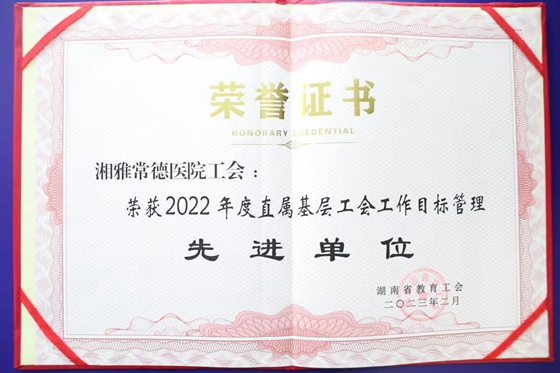 荣誉证书
HONORARY CREDENTIAL
湘雅常德医院工会：
荣获2022年度直属基层工会工作目标管理
先进单位
湖南省教育工会
二〇二三年二月